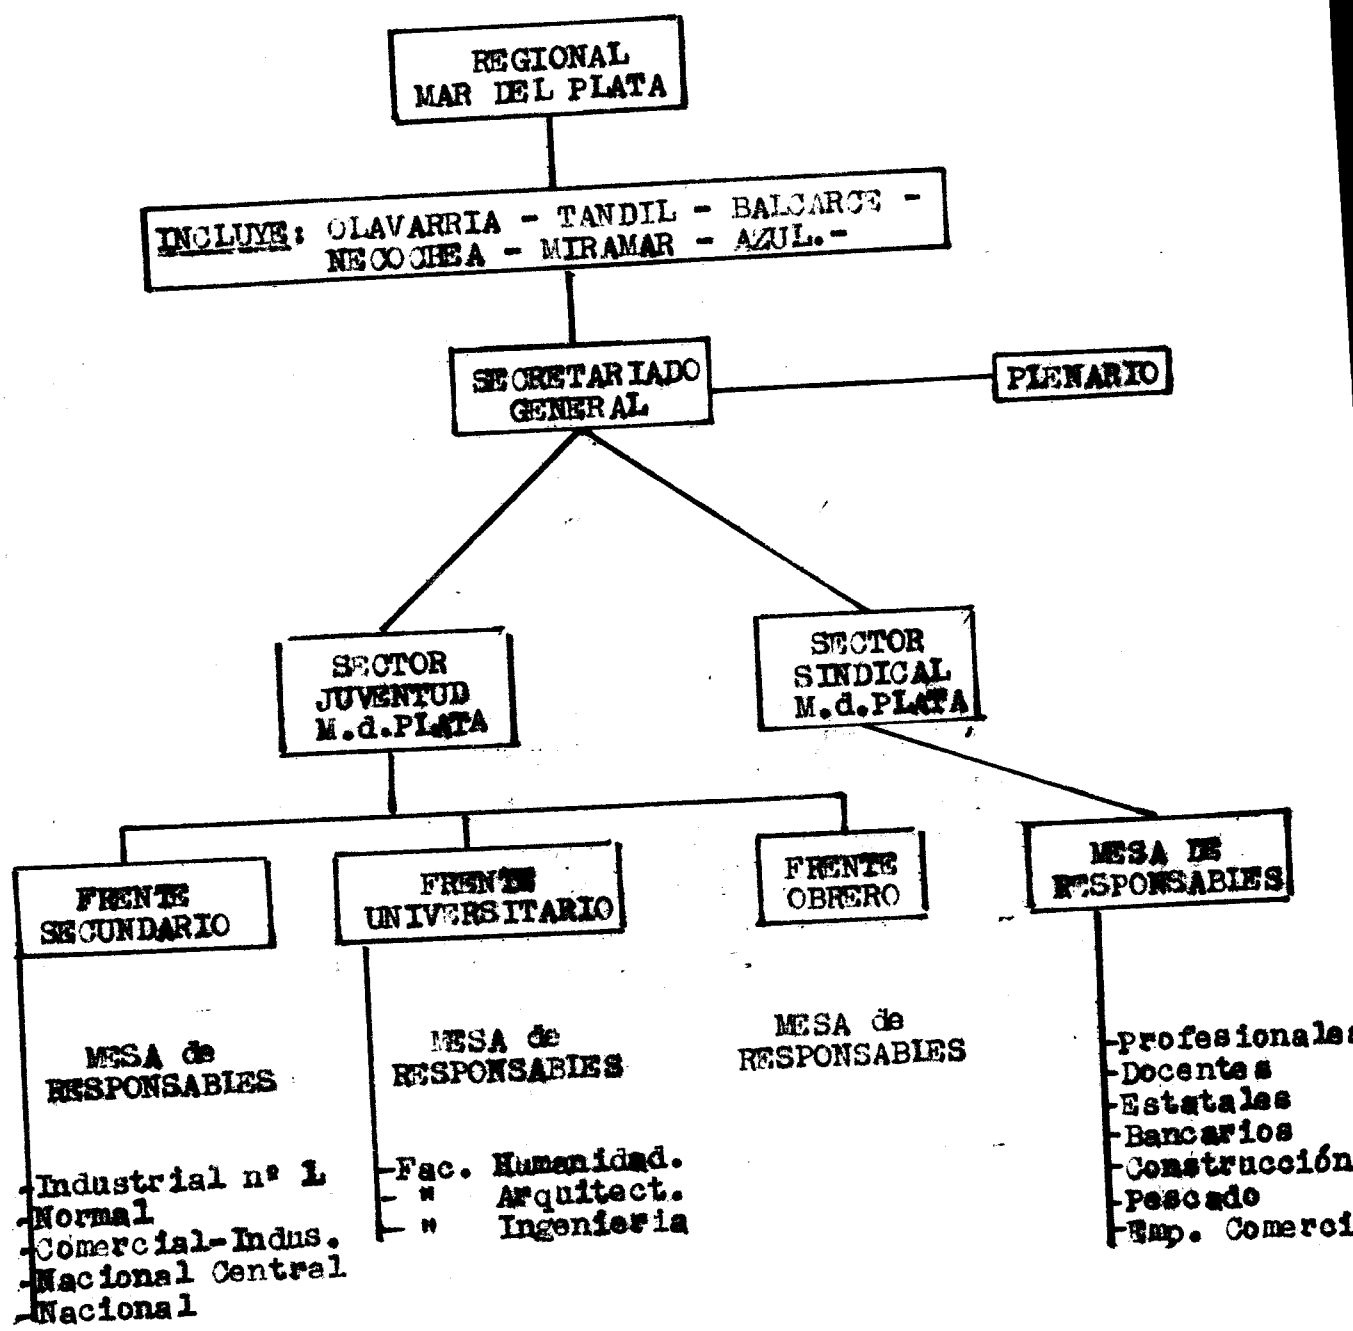 REGIONAL
MAR DEL PLATA
INCLUYE: OLAVARRIA - TANDIL - BALCARCE -
NECOCHEA - MIRAMAR - AZUL.-
SECRETARIADO
GENERAL
PLENARIO
SECTOR
JUVENTUD
M.d.PLATA
SECTOR
SINDICAL
M.d.PLATA
FRENTE
SECUNDARIO
FRENTE
UNIVERSITARIO
FRENTE
OBRERO
MESA DE
RESPONSABLES
MESA de
RESPONSABLES
MESA de
RESPONSABLES
MESA de
RESPONSABLES
-Industrial nº 1
-Normal
-Comercial-Indus.
-Nacional Central
-Nacional
-Fac. Humanidad.
- " Arquitect.
- " Ingenieria
-Profesionales
-Docentes
-Estatales
-Bancarios
-Construcción
-Pescado
-Emp. Comerci